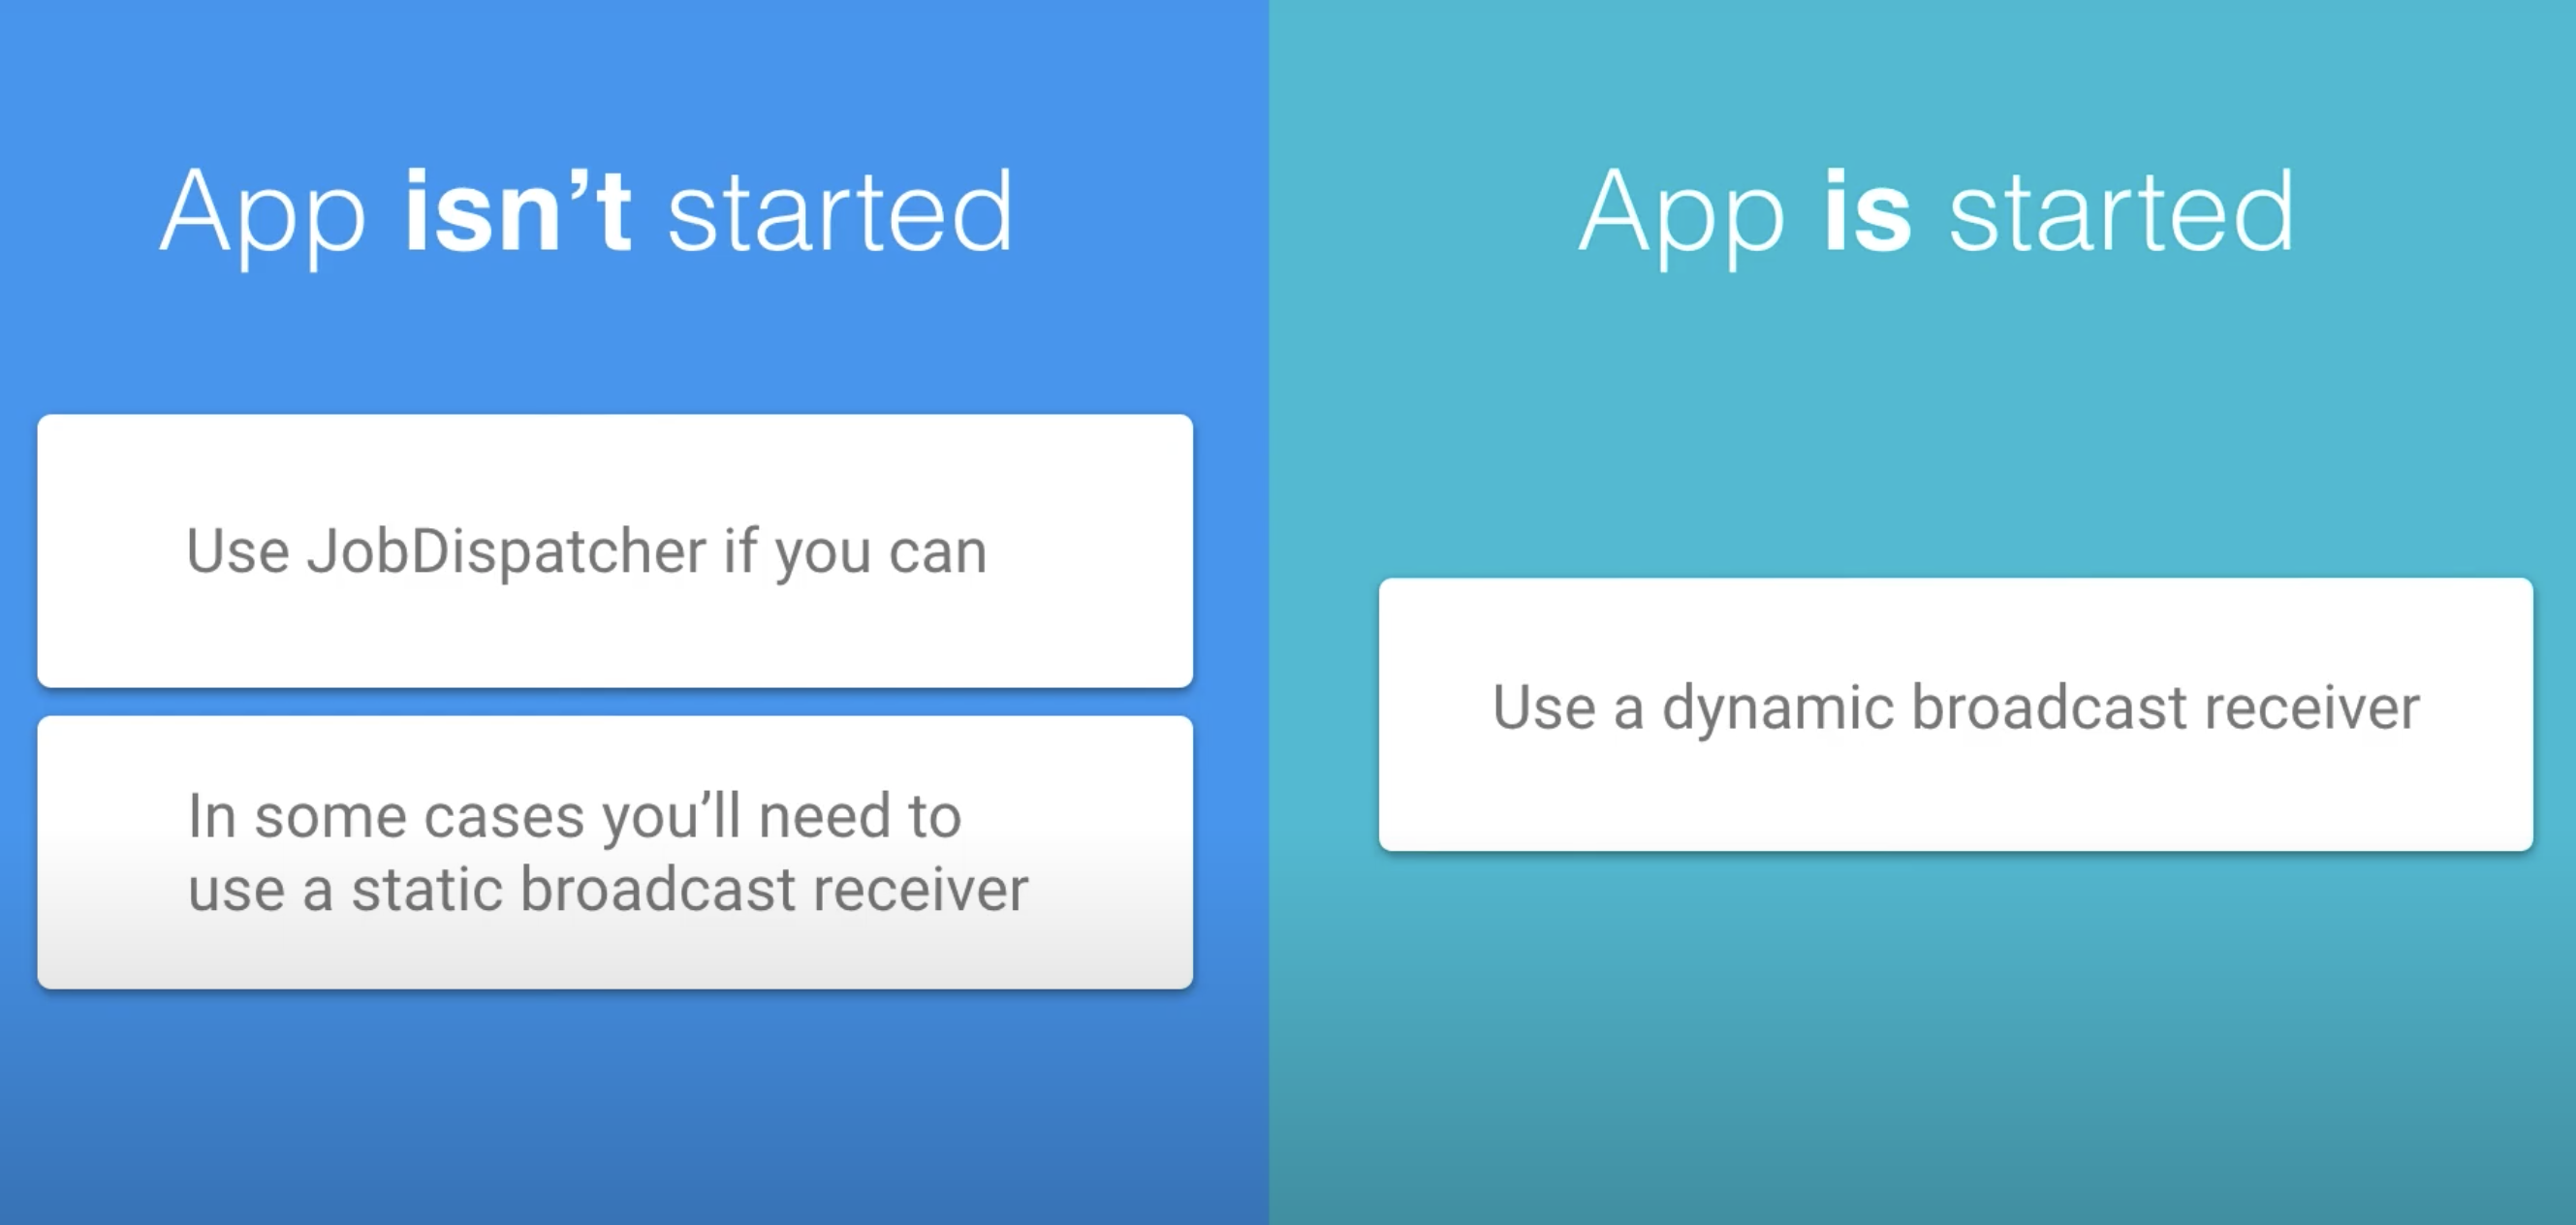 App isn’t started
Use JobDispatcher if you can
In some cases you’ll need to
use a static broadcast receiver
App is started
Use a dynamic broadcast receiver